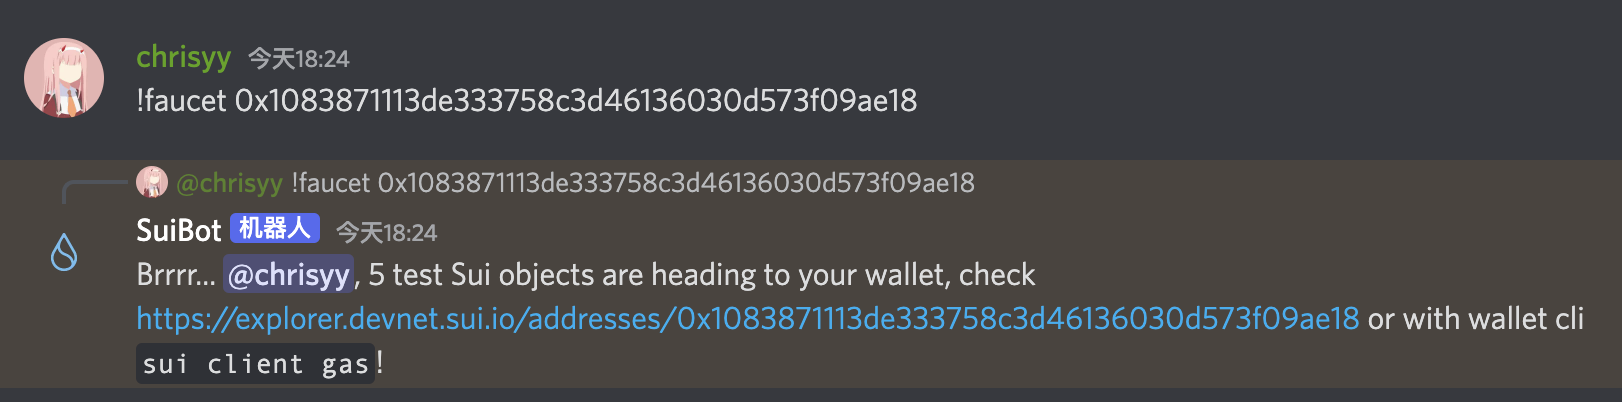 chrisyy 今天18:24
!faucet 0x1083871113de333758c3d46136030d573f09ae18
@chrisyy !faucet 0x1083871113de333758c3d46136030d573f09ae18
SuiBot 机器人 今天18:24
Brrrr... @chrisyy, 5 test Sui objects are heading to your wallet, check
https://explorer.devnet.sui.io/addresses/0x1083871113de333758c3d46136030d573f09ae18 or with wallet cli
sui client gas!